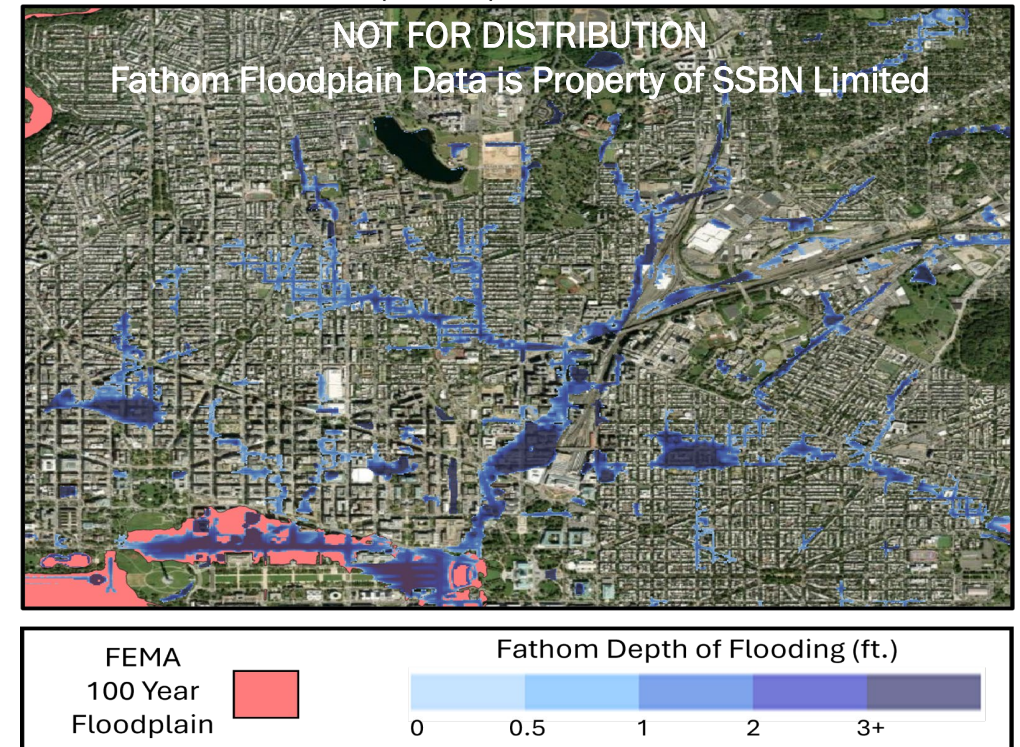 NOT FOR DISTRIBUTION
Fathom Floodplain Data is Property of SSBN Limited
FEMA
100 Year
Floodplain
Fathom Depth of Flooding (ft.)
0 0.5 1 2 3+